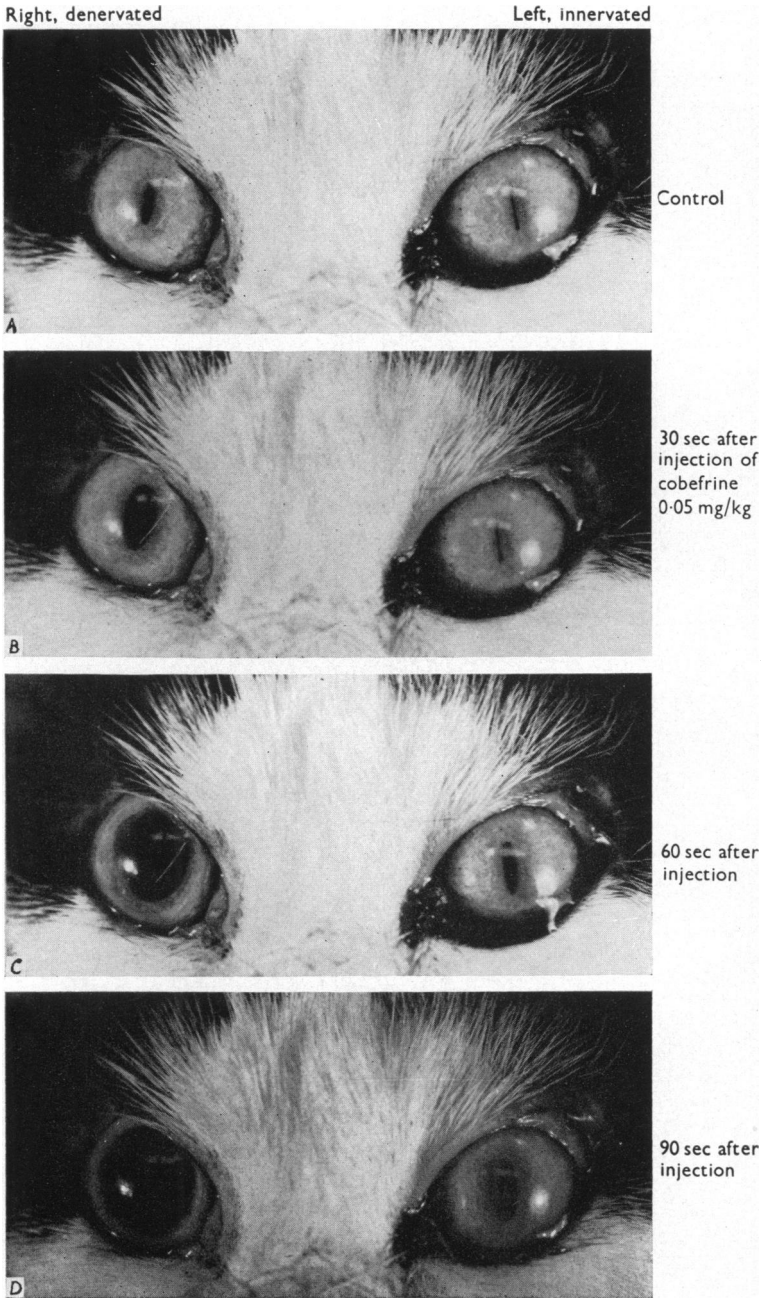 Right, denervated
Left, innervated
Control
A
30 sec after
injection of
cobefrine
0·05 mg/kg
B
60 sec after
injection
C
90 sec after
injection
D